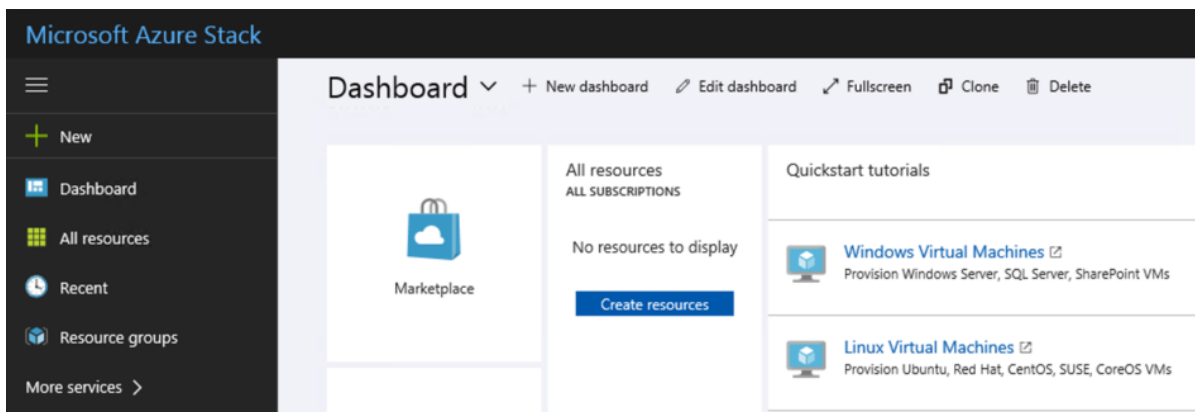 Microsoft Azure Stack
Dashboard
New dashboard
Edit dashboard
Fullscreen
Clone
Delete
New
Dashboard
All resources
Recent
Resource groups
More services
Marketplace
All resources
ALL SUBSCRIPTIONS
No resources to display
Create resources
Quickstart tutorials
Windows Virtual Machines
Provision Windows Server, SQL Server, SharePoint VMs
Linux Virtual Machines
Provision Ubuntu, Red Hat, CentOS, SUSE, CoreOS VMs